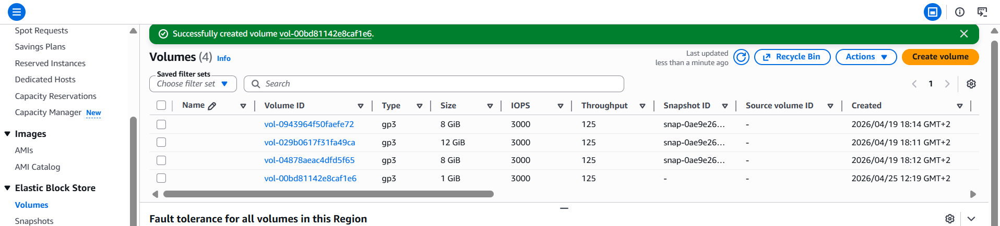 Spot Requests
Savings Plans
Reserved Instances
Dedicated Hosts
Capacity Reservations
Capacity Manager New
Images
AMIs
AMI Catalog
Elastic Block Store
Volumes
Snapshots
Successfully created volume vol-00bd81142e8caf1e6.
Volumes (4) Info
Last updated
less than a minute ago
Recycle Bin
Actions
Create volume
Saved filter sets
Choose filter set
Search
1
Name Volume ID Type Size IOPS Throughput Snapshot ID Source volume ID Created
vol-0943964f50faefe72 gp3 8 GiB 3000 125 snap-0ae9e26... - 2026/04/19 18:14 GMT+2
vol-029b0617f31fa49ca gp3 12 GiB 3000 125 snap-0ae9e26... - 2026/04/19 18:11 GMT+2
vol-04878aeac4dfd5f65 gp3 8 GiB 3000 125 snap-0ae9e26... - 2026/04/19 18:12 GMT+2
vol-00bd81142e8caf1e6 gp3 1 GiB 3000 125 - - 2026/04/25 12:19 GMT+2
Fault tolerance for all volumes in this Region